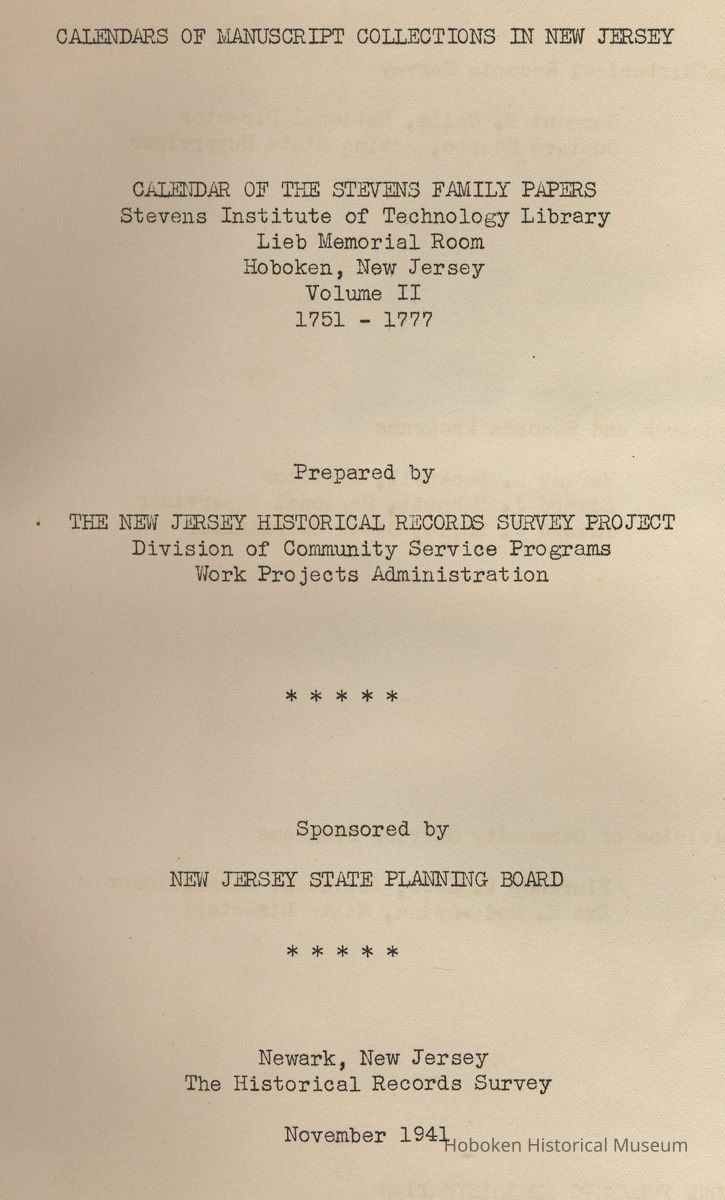 CALENDARS OF MANUSCRIPT COLLECTIONS IN NEW JERSEY
CALENDAR OF THE STEVENS FAMILY PAPERS
Stevens Institute of Technology Library
Lieb Memorial Room
Hoboken, New Jersey
Volume II
1751 - 1777
Prepared by
THE NEW JERSEY HISTORICAL RECORDS SURVEY PROJECT
Division of Community Service Programs
Work Projects Administration
* * * * *
Sponsored by
NEW JERSEY STATE PLANNING BOARD
* * * * *
Newark, New Jersey
The Historical Records Survey
November 1941
Hoboken Historical Museum